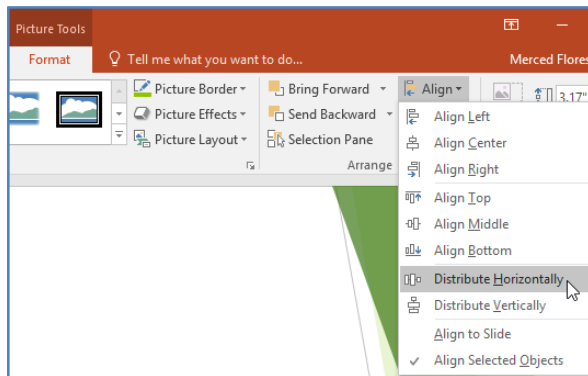 Picture Tools
Format
Tell me what you want to do...
Merced Flores
Picture Border
Picture Effects
Picture Layout
Bring Forward
Send Backward
Selection Pane
Arrange
Align
3.17"
Align Left
Align Center
Align Right
Align Top
Align Middle
Align Bottom
Distribute Horizontally
Distribute Vertically
Align to Slide
Align Selected Objects